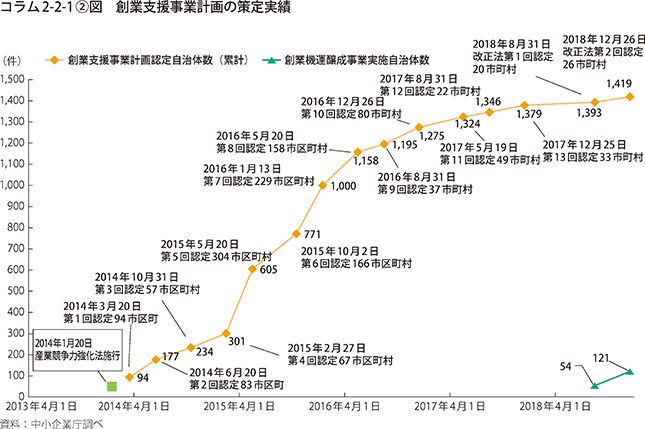 コラム2-2-1②図 創業支援事業計画の策定実績
(件)
創業支援事業計画認定自治体数（累計）
創業機運醸成事業実施自治体数
1,500
1,400
1,300
1,200
1,100
1,000
900
800
700
600
500
400
300
200
100
0
2013年4月1日
2014年4月1日
2015年4月1日
2016年4月1日
2017年4月1日
2018年4月1日
2014年1月20日
産業競争力強化法施行
2014年3月20日
第1回認定94市区町
94
177
2014年6月20日
第2回認定83市区町
2014年10月31日
第3回認定57市区町村
234
301
2015年2月27日
第4回認定67市区町村
2015年5月20日
第5回認定304市区町村
605
771
2015年10月2日
第6回認定166市区町村
2016年1月13日
第7回認定229市区町村
1,000
2016年5月20日
第8回認定158市区町村
1,158
1,195
2016年8月31日
第9回認定37市町村
2016年12月26日
第10回認定80市町村
1,275
1,324
2017年5月19日
第11回認定49市町村
2017年8月31日
第12回認定22市町村
1,346
1,379
2017年12月25日
第13回認定33市町村
2018年8月31日
改正法第1回認定
20市町村
1,393
2018年12月26日
改正法第2回認定
26市町村
1,419
54
121
資料：中小企業庁調べ